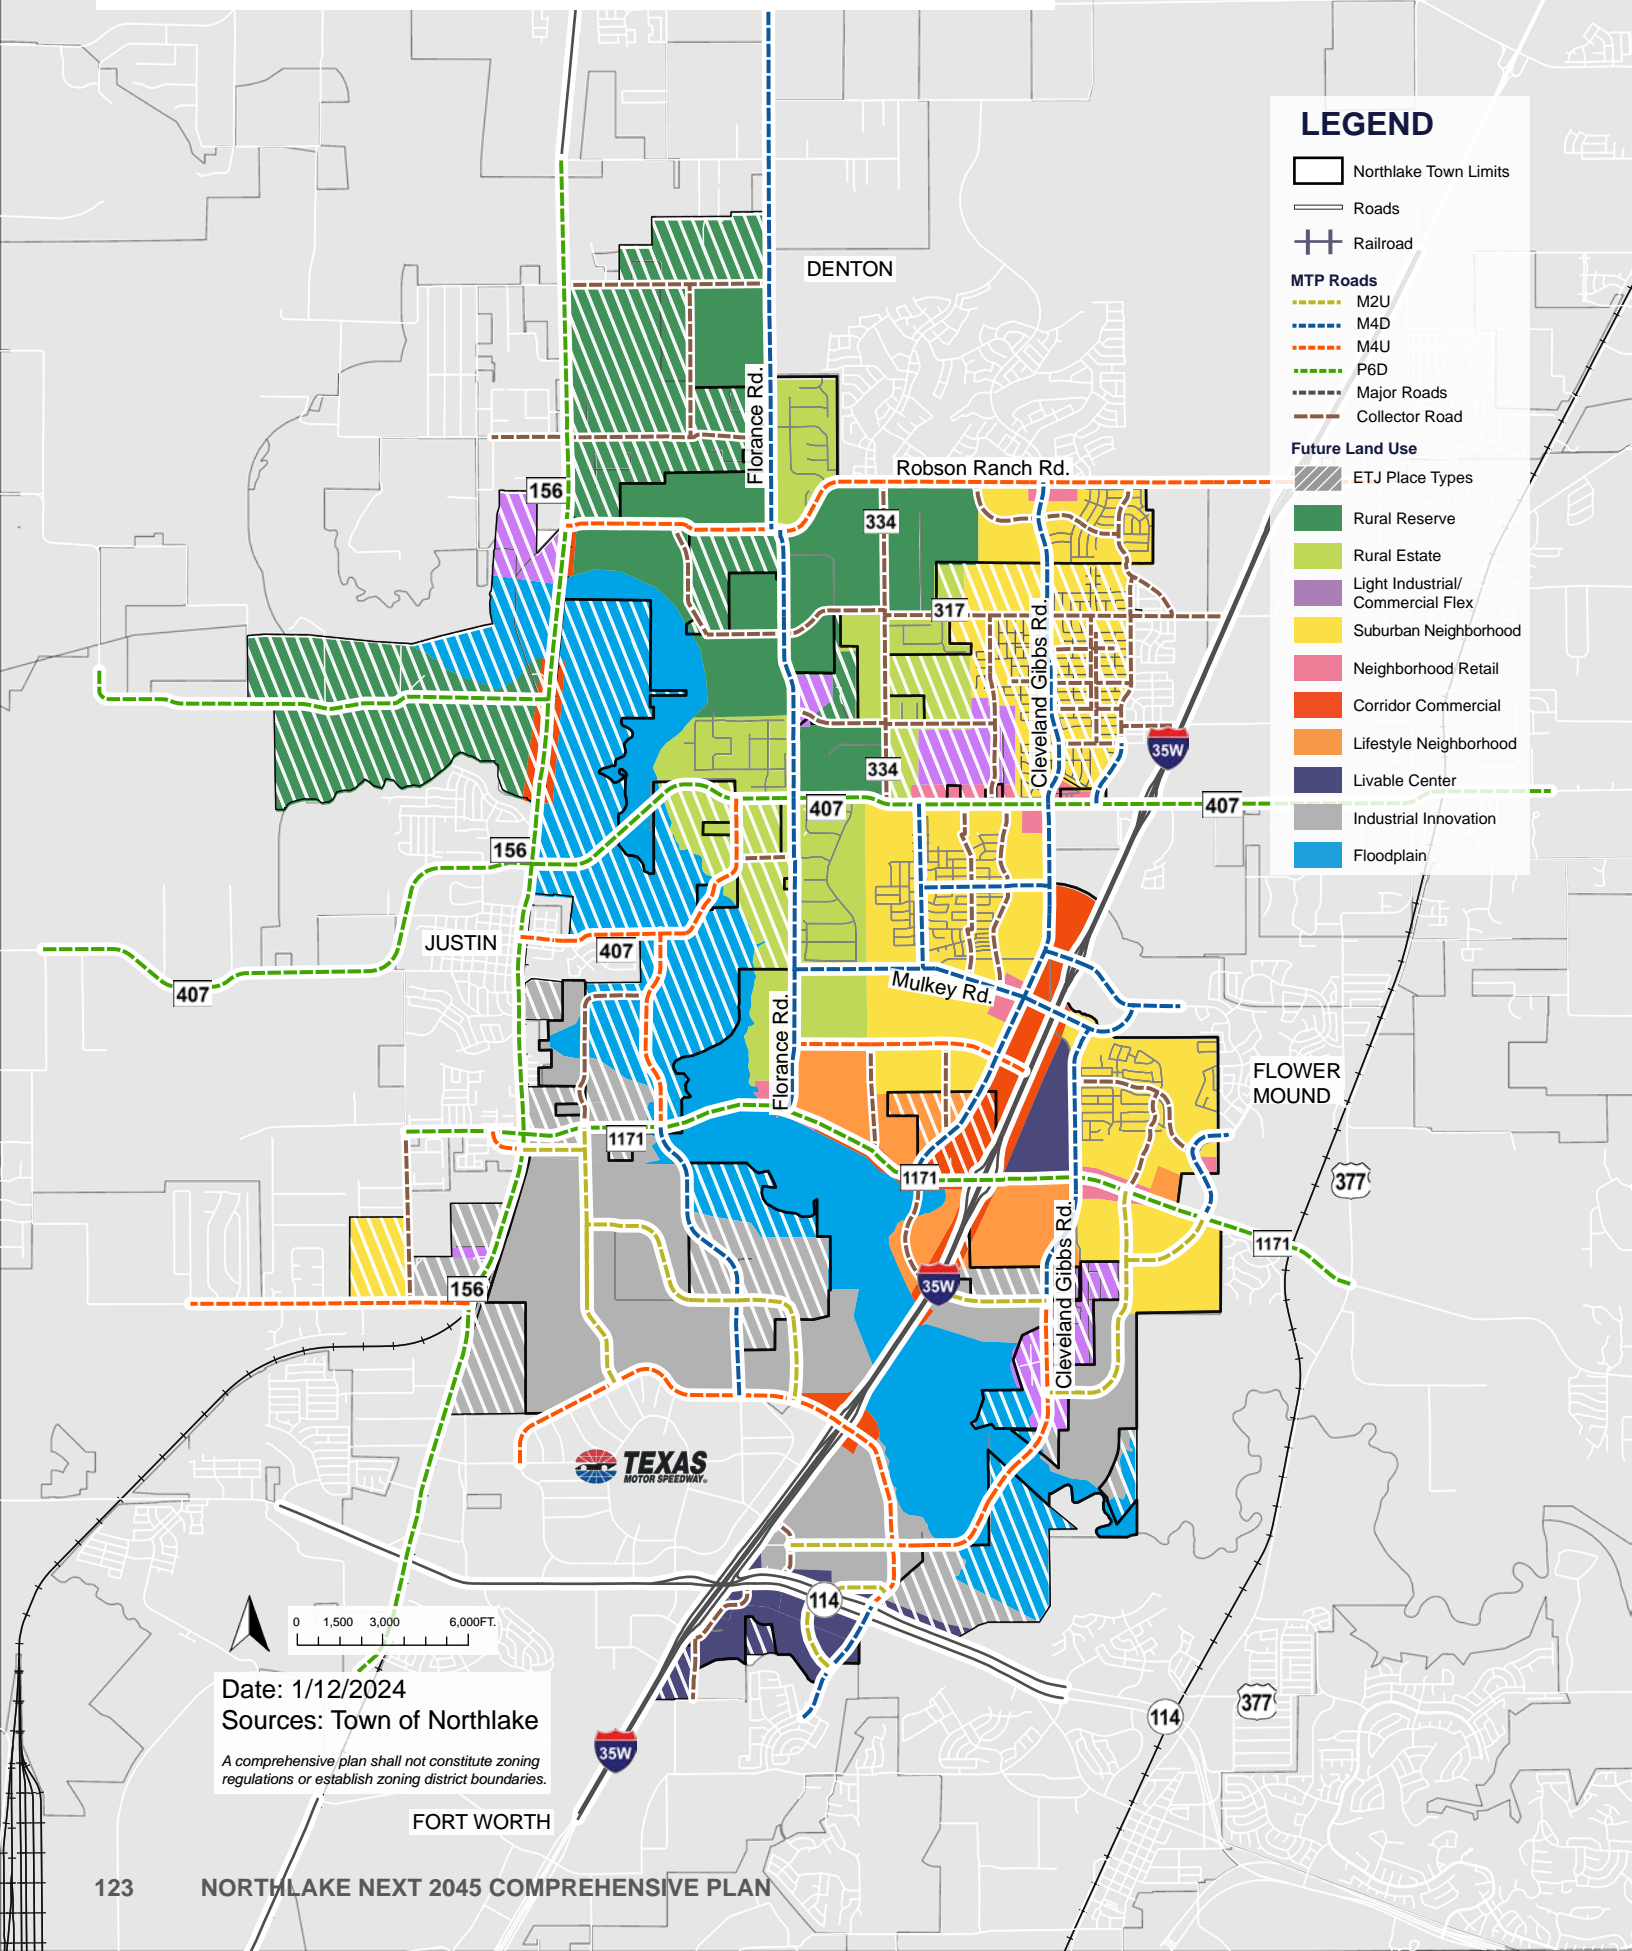 LEGEND
Northlake Town Limits
Roads
Railroad
MTP Roads
M2U
M4D
M4U
P6D
Major Roads
Collector Road
Future Land Use
ETJ Place Types
Rural Reserve
Rural Estate
Light Industrial/
Commercial Flex
Suburban Neighborhood
Neighborhood Retail
Corridor Commercial
Lifestyle Neighborhood
Livable Center
Industrial Innovation
Floodplain
DENTON
Florance Rd.
Robson Ranch Rd.
156
334
317
Cleveland Gibbs Rd.
35W
334
407
407
156
JUSTIN
407
407
Mulkey Rd.
Florance Rd.
FLOWER
MOUND
1171
1171
377
Cleveland Gibbs Rd.
1171
156
35W
TEXAS
MOTOR SPEEDWAY
114
0 1,500 3,000 6,000FT.
Date: 1/12/2024
Sources: Town of Northlake
A comprehensive plan shall not constitute zoning
regulations or establish zoning district boundaries.
377
114
35W
FORT WORTH
123 NORTHLAKE NEXT 2045 COMPREHENSIVE PLAN